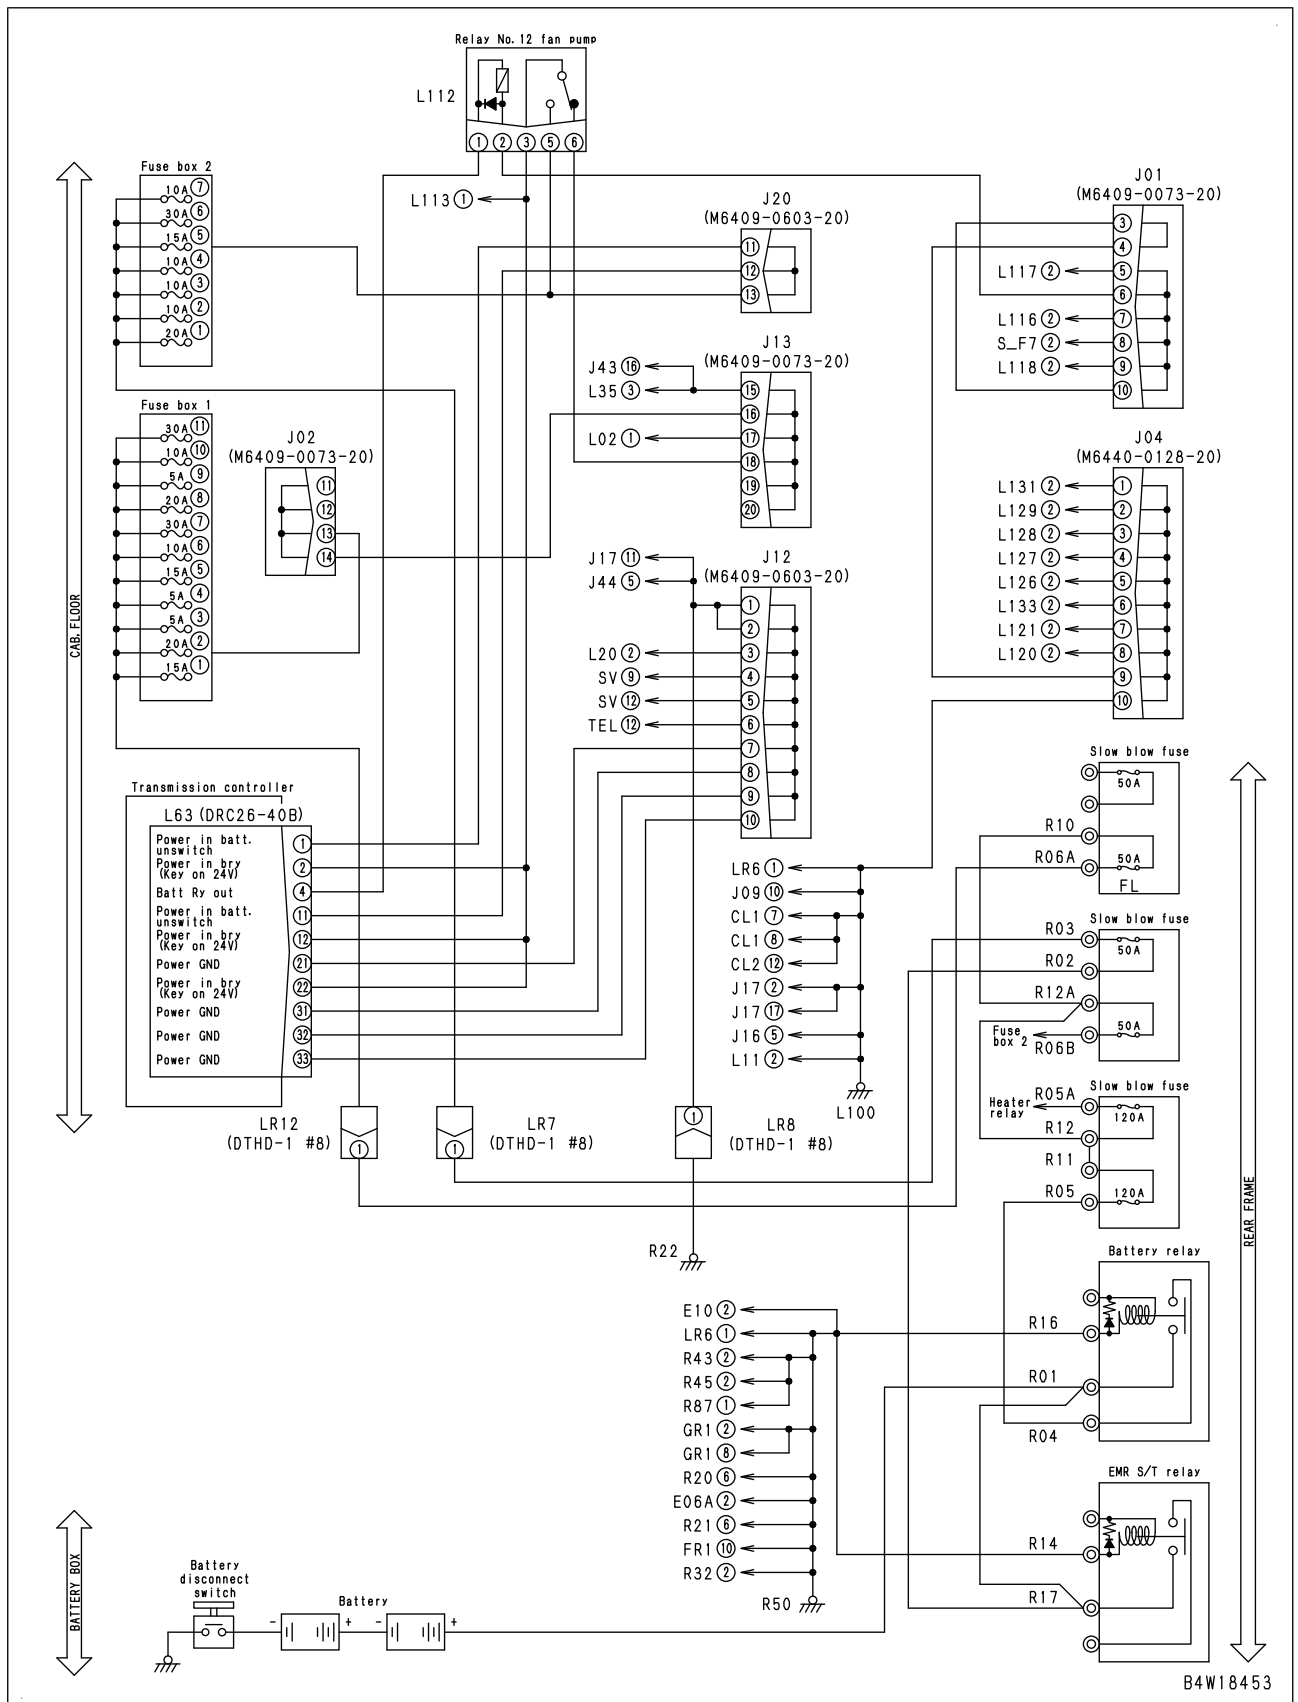 Relay No.12 fan pump
L112
1 2 3 5 6
L113 1
CAB, FLOOR
Fuse box 2
10A 7
30A 6
15A 5
10A 4
10A 3
10A 2
20A 1
Fuse box 1
30A 11
10A 10
5A 9
20A 8
30A 7
10A 6
15A 5
5A 4
5A 3
20A 2
15A 1
J02
(M6409-0073-20)
11
12
13
14
J20
(M6409-0603-20)
11
12
13
J13
(M6409-0073-20)
J43 16
L35 3 15
16
L02 1 17
18
19
20
J17 11
J44 5
J12
(M6409-0603-20)
1
2
L20 2 3
SV 9 4
SV 12 5
TEL 12 6
7
8
9
10
J01
(M6409-0073-20)
3
4
L117 2 5
6
L116 2 7
S_F7 2 8
L118 2 9
10
J04
(M6440-0128-20)
L131 2 1
L129 2 2
L128 2 3
L127 2 4
L126 2 5
L133 2 6
L121 2 7
L120 2 8
9
10
Transmission controller
L63 (DRC26-40B)
Power in batt.
unswitch 1
Power in bry
(Key on 24V) 2
Batt Ry out 4
Power in batt.
unswitch 11
Power in bry
(Key on 24V) 12
Power GND 21
Power in bry
(Key on 24V) 22
Power GND 31
Power GND 32
Power GND 33
LR6 1
J09 10
CL1 7
CL1 8
CL2 12
J17 2
J17 17
J16 5
L11 2
L100
LR12
(DTHD-1 #8)
1
LR7
(DTHD-1 #8)
1
LR8
(DTHD-1 #8)
1
R22
REAR FRAME
Slow blow fuse
50A
R10
R06A
50A
FL
Slow blow fuse
R03
50A
R02
R12A
50A
Fuse
box 2
R06B
Slow blow fuse
R05A
Heater
relay
120A
R12
R11
R05
120A
Battery relay
R16
R01
R04
EMR S/T relay
R14
R17
E10 2
LR6 1
R43 2
R45 2
R87 1
GR1 2
GR1 8
R20 6
E06A 2
R21 6
FR1 10
R32 2
R50
BATTERY BOX
Battery
disconnect
switch
Battery
- + - +
B4W18453